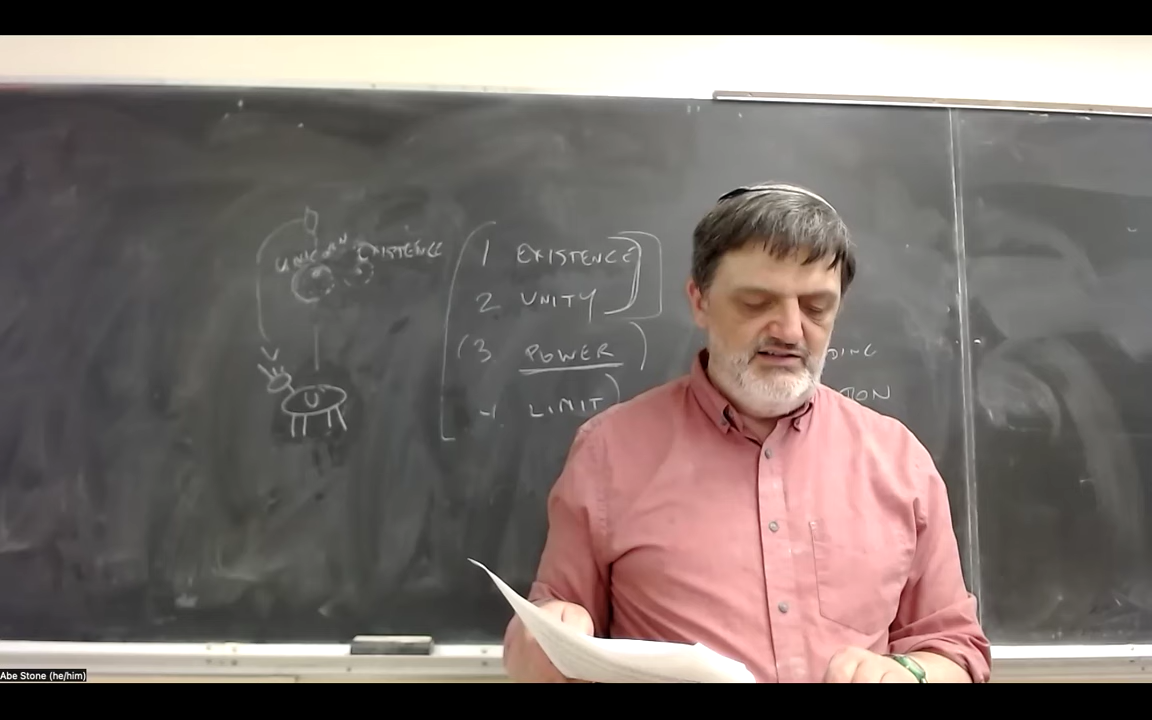 UNICORN EXISTENCE
1 EXISTENCE
2 UNITY
(3 POWER)
4 LIMIT)
U
Abe Stone (he/him)